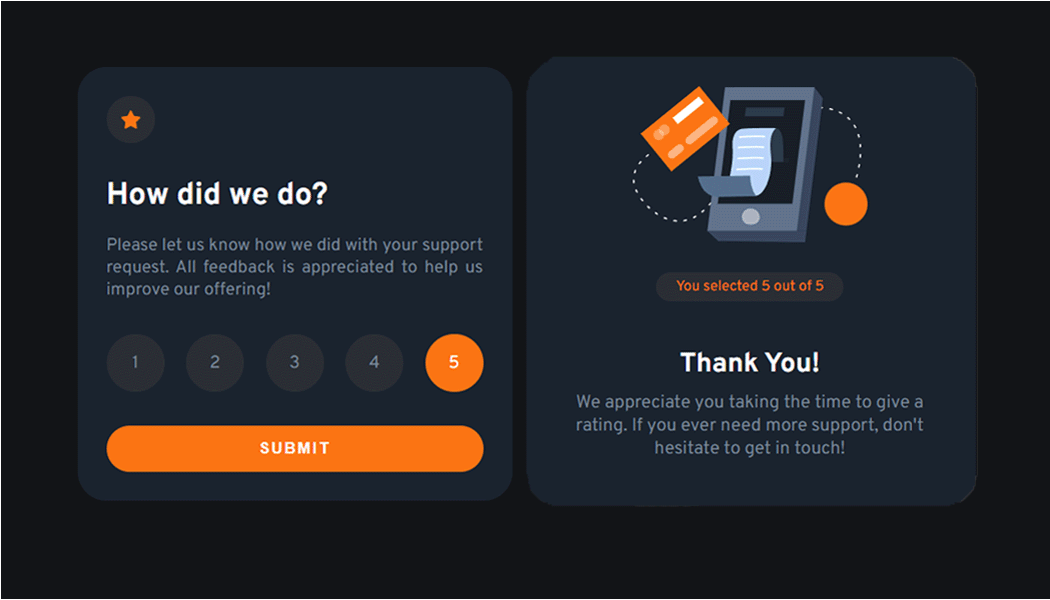 How did we do?
Please let us know how we did with your support
request. All feedback is appreciated to help us
improve our offering!
1 2 3 4 5
SUBMIT
You selected 5 out of 5
Thank You!
We appreciate you taking the time to give a
rating. If you ever need more support, don't
hesitate to get in touch!